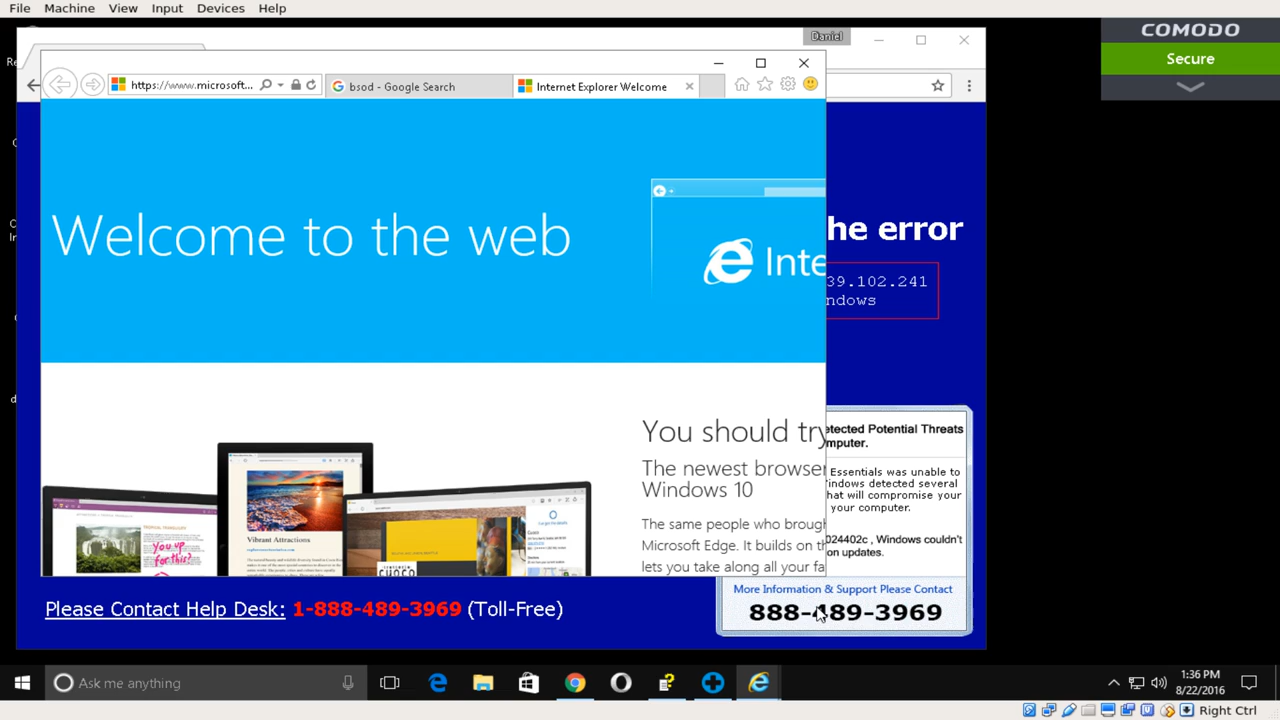 File Machine View Input Devices Help
COMODO
Secure
Daniel
https://www.microsoft...
bsod - Google Search
Internet Explorer Welcome
Welcome to the web
Inte
he error
39.102.241
ndows
You should try
The newest browser
Windows 10
The same people who brough
Microsoft Edge. It builds on th
lets you take along all your fa
etected Potential Threats
mputer.
Essentials was unable to
indows detected several
hat will compromise your
your computer.
024402c , Windows couldn't
on updates.
More Information & Support Please Contact
888-489-3969
Please Contact Help Desk: 1-888-489-3969 (Toll-Free)
Vibrant Attractions
You up
for this?
CHUCO
Ask me anything
1:36 PM
8/22/2016
Right Ctrl